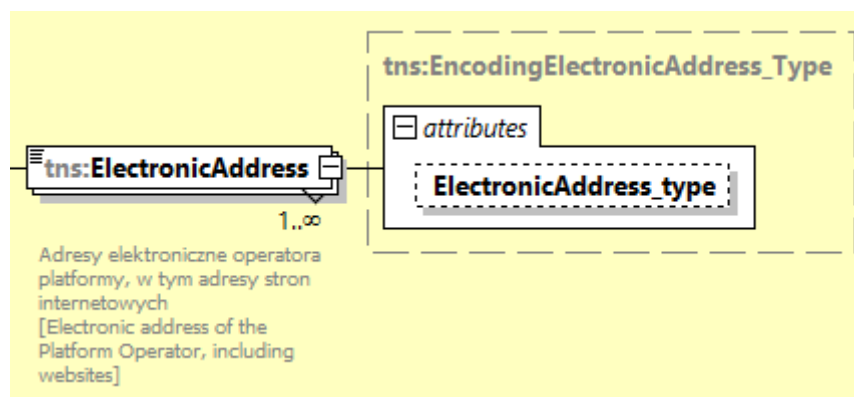 tns:EncodingElectronicAddress_Type
attributes
tns:ElectronicAddress
ElectronicAddress_type
1..∞
Adresy elektroniczne operatora
platformy, w tym adresy stron
internetowych
[Electronic address of the
Platform Operator, including
websites]